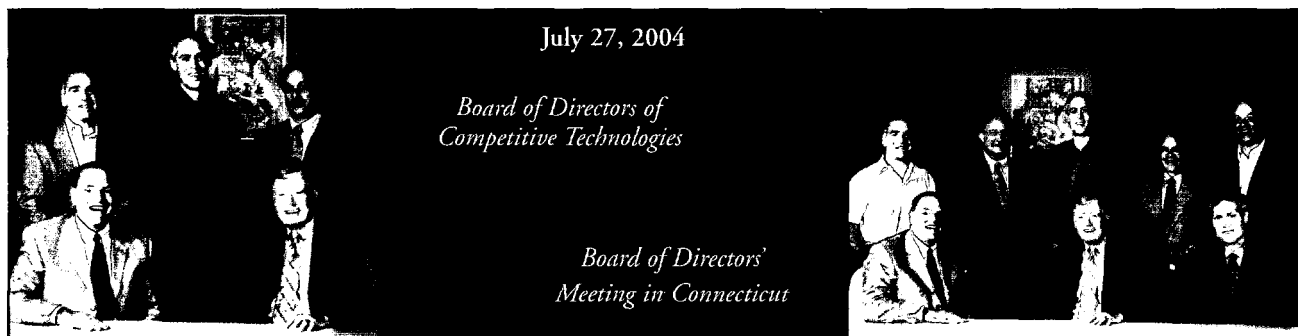 July 27, 2004
Board of Directors of
Competitive Technologies
Board of Directors'
Meeting in Connecticut